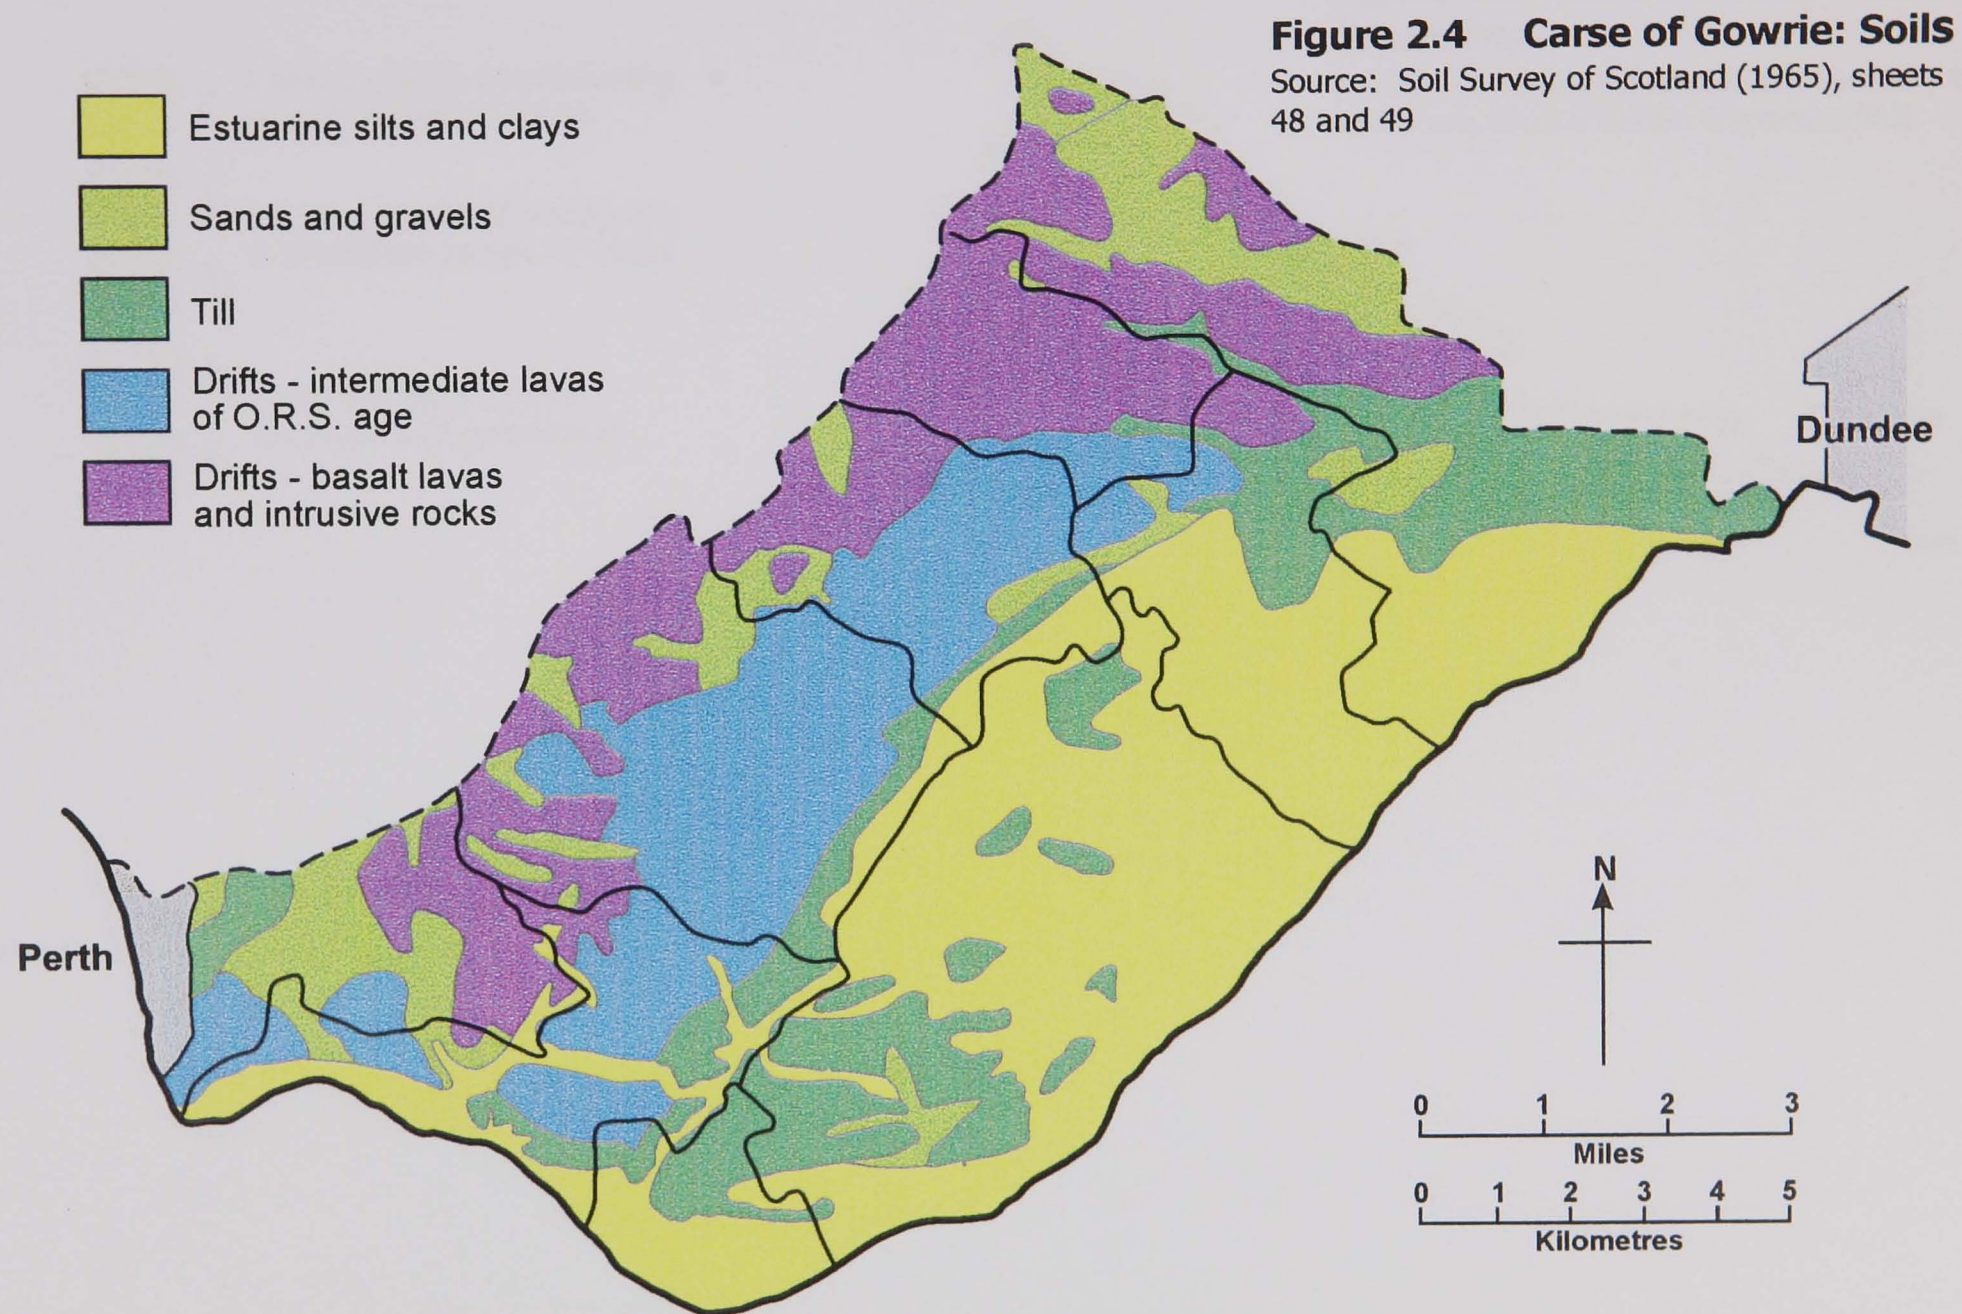 Figure 2.4 Carse of Gowrie: Soils
Source: Soil Survey of Scotland (1965), sheets
48 and 49
Estuarine silts and clays
Sands and gravels
Till
Drifts - intermediate lavas
of O.R.S. age
Drifts - basalt lavas
and intrusive rocks
Dundee
Perth
N
0 1 2 3
Miles
0 1 2 3 4 5
Kilometres